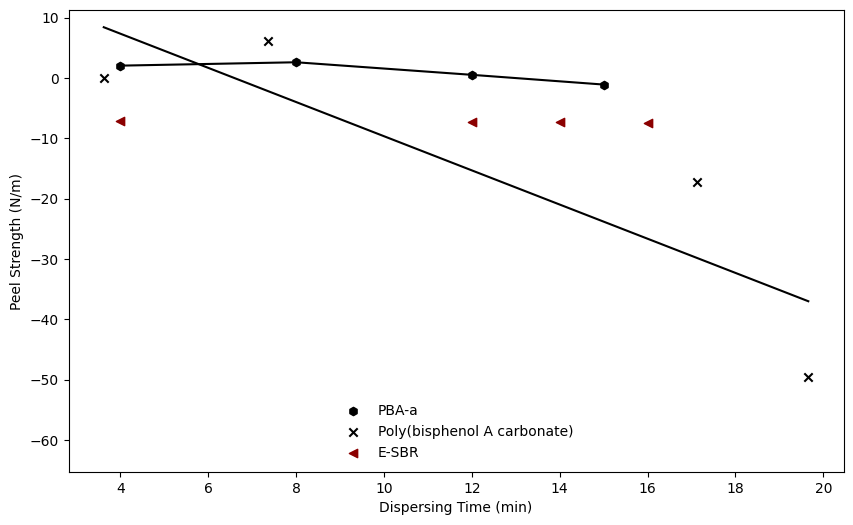 10
0
−10
−20
−30
−40
−50
−60
Peel Strength (N/m)
PBA-a
Poly(bisphenol A carbonate)
E-SBR
4 6 8 10 12 14 16 18 20
Dispersing Time (min)